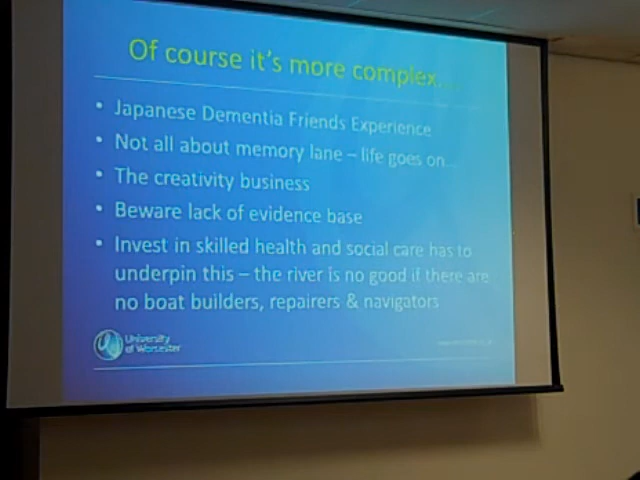 Of course it's more complex....
• Japanese Dementia Friends Experience
• Not all about memory lane – life goes on...
• The creativity business
• Beware lack of evidence base
• Invest in skilled health and social care has to
underpin this – the river is no good if there are
no boat builders, repairers & navigators
University
of Worcester